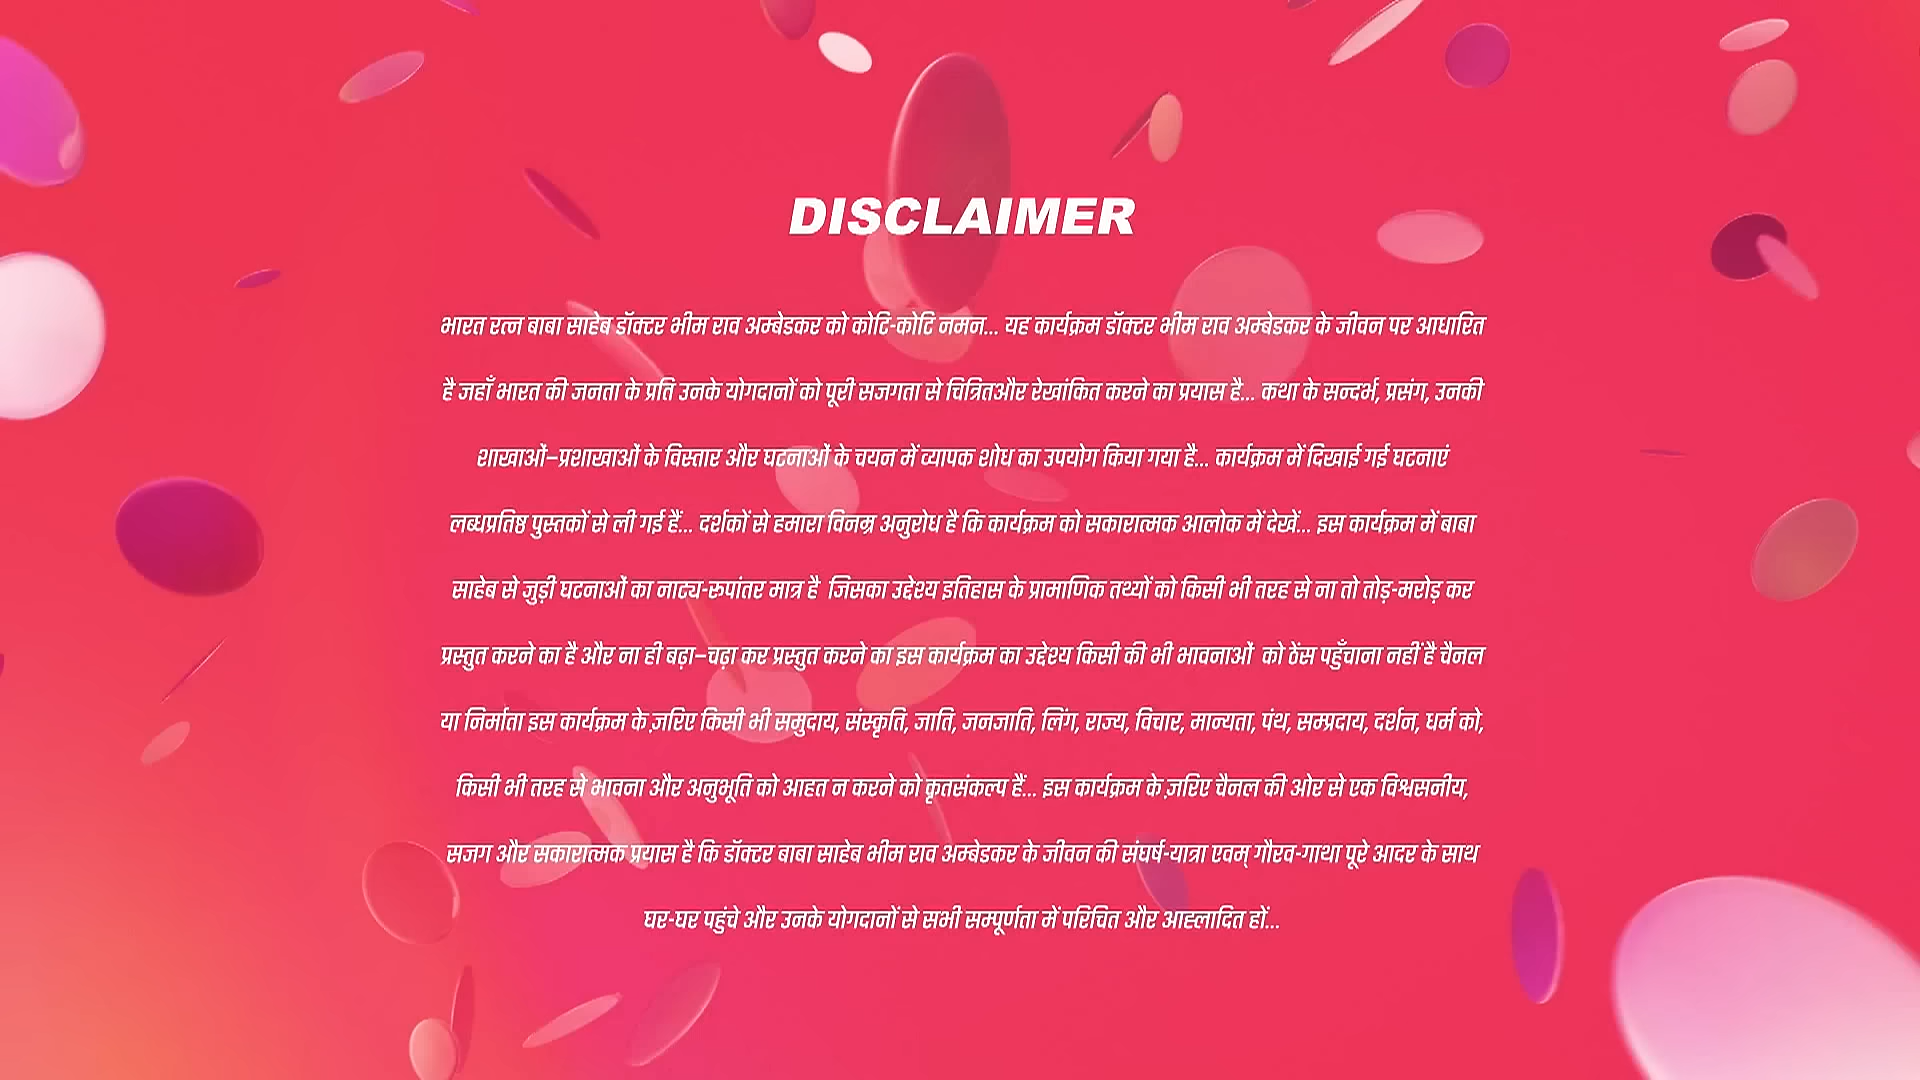 DISCLAIMER
भारत रत्न बाबा साहेब डॉक्टर भीम राव अम्बेडकर को कोटि-कोटि नमन... यह कार्यक्रम डॉक्टर भीम राव अम्बेडकर के जीवन पर आधारित
है जहाँ भारत की जनता के प्रति उनके योगदानों को पूरी सजगता से चित्रितऔर रेखांकित करने का प्रयास है... कथा के सन्दर्भ, प्रसंग, उनकी
शाखाओं–प्रशाखाओं के विस्तार और घटनाओं के चयन में व्यापक शोध का उपयोग किया गया है... कार्यक्रम में दिखाई गई घटनाएं
लब्धप्रतिष्ठ पुस्तकों से ली गई हैं... दर्शकों से हमारा विनम्र अनुरोध है कि कार्यक्रम को सकारात्मक आलोक में देखें... इस कार्यक्रम में बाबा
साहेब से जुड़ी घटनाओं का नाट्य-रूपांतर मात्र है जिसका उद्देश्य इतिहास के प्रामाणिक तथ्यों को किसी भी तरह से ना तो तोड़-मरोड़ कर
प्रस्तुत करने का है और ना ही बढ़ा–चढ़ा कर प्रस्तुत करने का इस कार्यक्रम का उद्देश्य किसी की भी भावनाओं को ठेंस पहुँचाना नहीं है चैनल
या निर्माता इस कार्यक्रम के ज़रिए किसी भी समुदाय, संस्कृति, जाति, जनजाति, लिंग, राज्य, विचार, मान्यता, पंथ, सम्प्रदाय, दर्शन, धर्म को,
किसी भी तरह से भावना और अनुभूति को आहत न करने को कृतसंकल्प हैं... इस कार्यक्रम के ज़रिए चैनल की ओर से एक विश्वसनीय,
सजग और सकारात्मक प्रयास है कि डॉक्टर बाबा साहेब भीम राव अम्बेडकर के जीवन की संघर्ष-यात्रा एवम् गौरव-गाथा पूरे आदर के साथ
घर-घर पहुंचे और उनके योगदानों से सभी सम्पूर्णता में परिचित और आह्लादित हों...